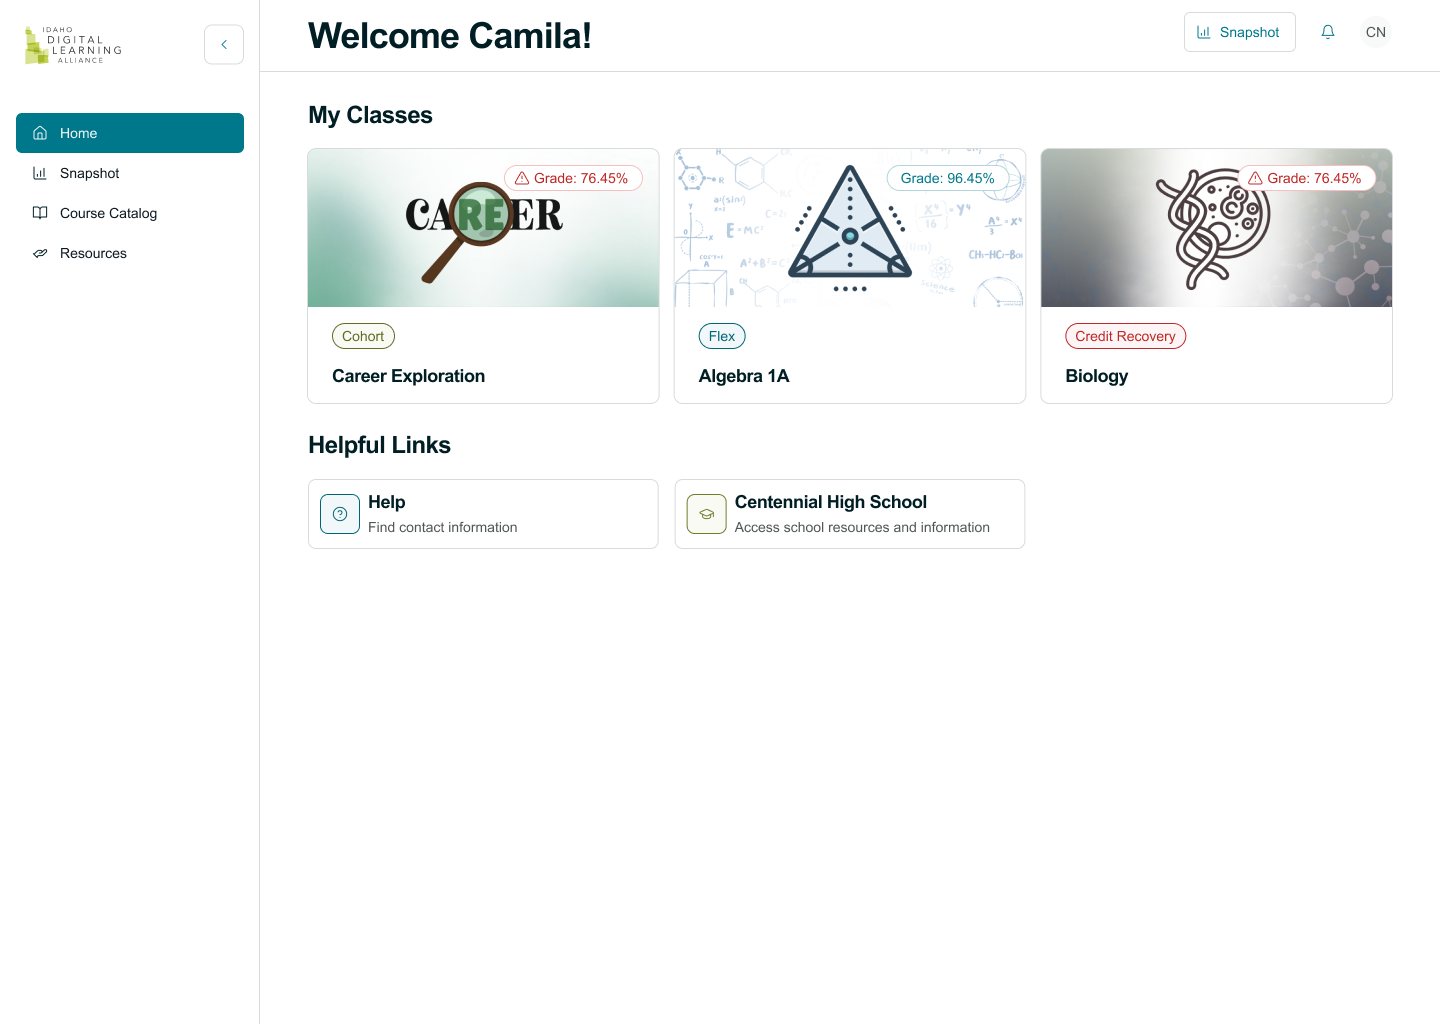 IDAHO
DIGITAL
LEARNING
ALLIANCE
Home
Snapshot
Course Catalog
Resources
Welcome Camila!
Snapshot
CN
My Classes
Grade: 76.45%
CAREER
Cohort
Career Exploration
Grade: 96.45%
E=MC²
Flex
Algebra 1A
Grade: 76.45%
Credit Recovery
Biology
Helpful Links
Help
Find contact information
Centennial High School
Access school resources and information